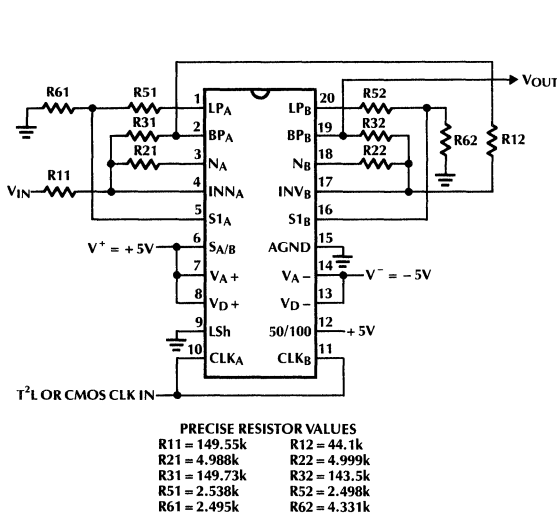 R61 R51 1 LPA LPB 20 R52 VOUT
R31 2 BPA BPB 19 R32 R62 R12
R21 3 NA NB 18 R22
VIN R11 4 INNA INVB 17
5 S1A S1B 16
V+ = +5V 6 SA/B AGND 15
7 VA+ VA− 14 V− = −5V
8 VD+ VD− 13
9 LSh 50/100 12 +5V
10 CLKA CLKB 11
T²L OR CMOS CLK IN
PRECISE RESISTOR VALUES
R11 = 149.55k R12 = 44.1k
R21 = 4.988k R22 = 4.999k
R31 = 149.73k R32 = 143.5k
R51 = 2.538k R52 = 2.498k
R61 = 2.495k R62 = 4.331k